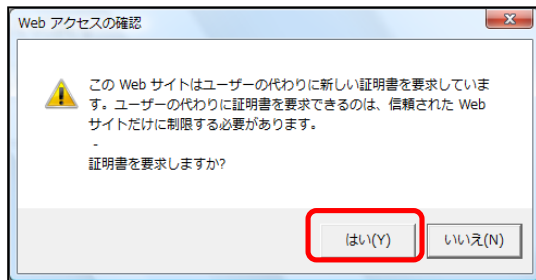 Web アクセスの確認
この Web サイトはユーザーの代わりに新しい証明書を要求していま
す。ユーザーの代わりに証明書を要求できるのは、信頼された Web
サイトだけに制限する必要があります。
-
証明書を要求しますか?
はい(Y) いいえ(N)